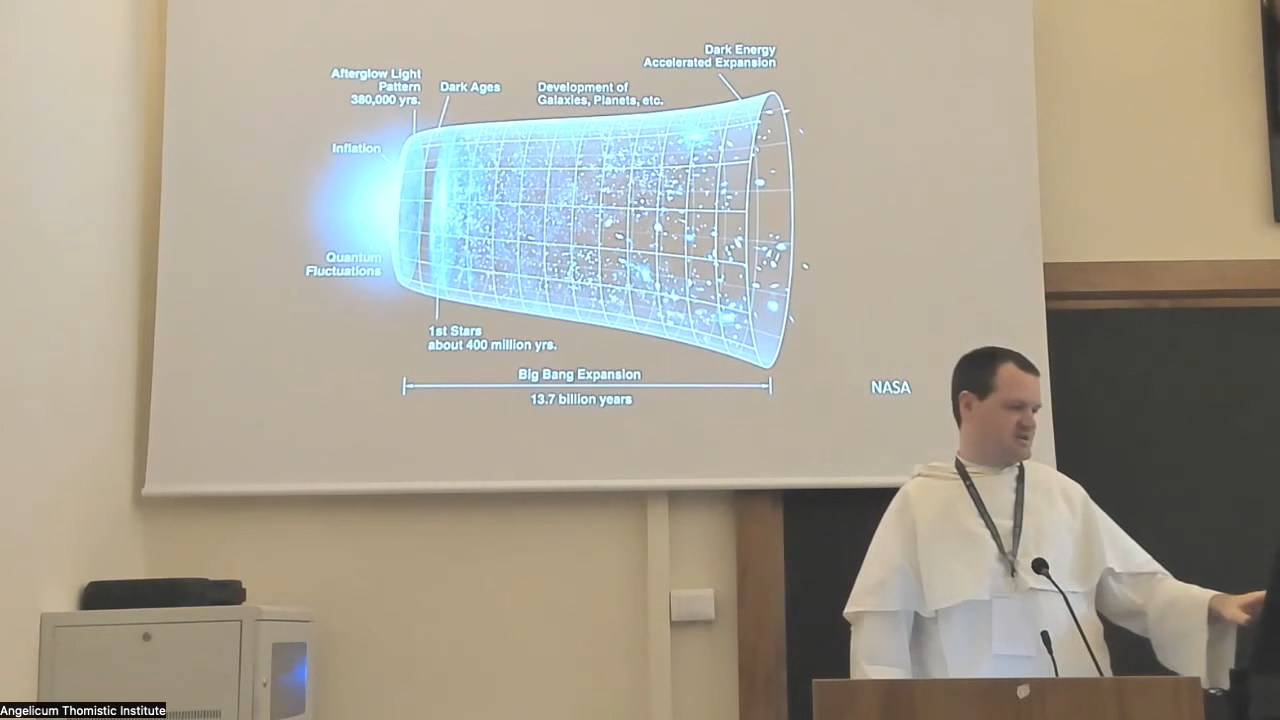 Dark Energy
Accelerated Expansion
Afterglow Light
Pattern
380,000 yrs.
Dark Ages
Development of
Galaxies, Planets, etc.
Inflation
Quantum
Fluctuations
1st Stars
about 400 million yrs.
Big Bang Expansion
13.7 billion years
NASA
Angelicum Thomistic Institute